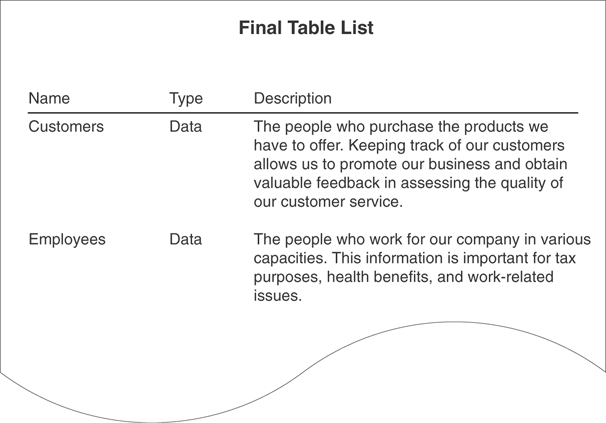 Final Table List
Name Type Description
Customers Data The people who purchase the products we
have to offer. Keeping track of our customers
allows us to promote our business and obtain
valuable feedback in assessing the quality of
our customer service.
Employees Data The people who work for our company in various
capacities. This information is important for tax
purposes, health benefits, and work-related
issues.